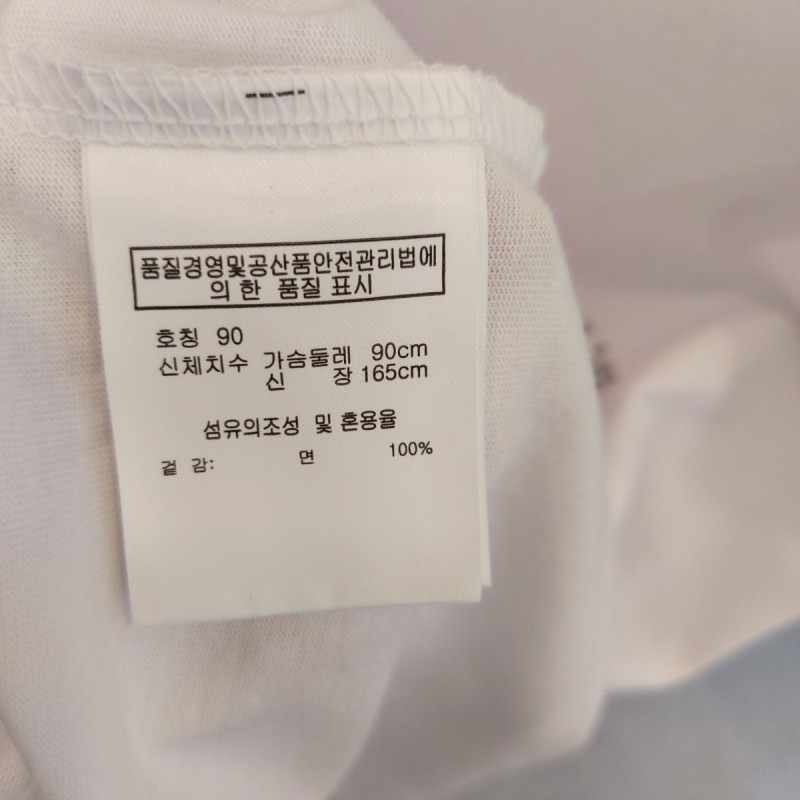 품질경영및공산품안전관리법에
의 한 품질 표시
호칭 90
신체치수 가슴둘레 90cm
신 장 165cm
섬유의조성 및 혼용율
겉 감: 면 100%